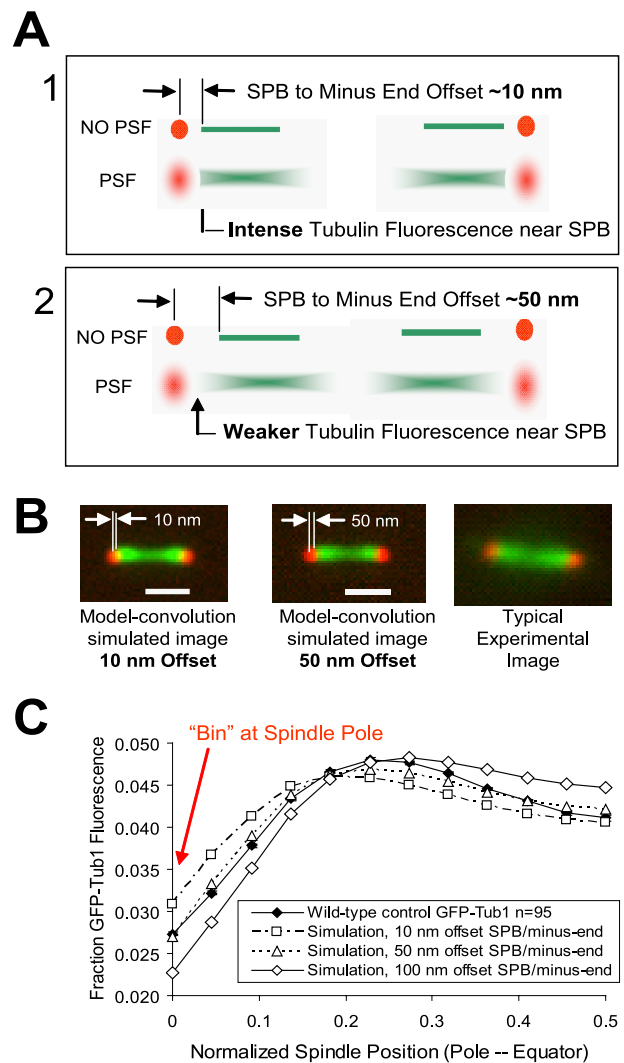 A
1
SPB to Minus End Offset ~10 nm
NO PSF
PSF
Intense Tubulin Fluorescence near SPB
2
SPB to Minus End Offset ~50 nm
NO PSF
PSF
Weaker Tubulin Fluorescence near SPB
B
10 nm
50 nm
Model-convolution
simulated image
10 nm Offset
Model-convolution
simulated image
50 nm Offset
Typical
Experimental
Image
C
"Bin" at Spindle Pole
Fraction GFP-Tub1 Fluorescence
0.050
0.045
0.040
0.035
0.030
0.025
0.020
Wild-type control GFP-Tub1 n=95
Simulation, 10 nm offset SPB/minus-end
Simulation, 50 nm offset SPB/minus-end
Simulation, 100 nm offset SPB/minus-end
0 0.1 0.2 0.3 0.4 0.5
Normalized Spindle Position (Pole -- Equator)